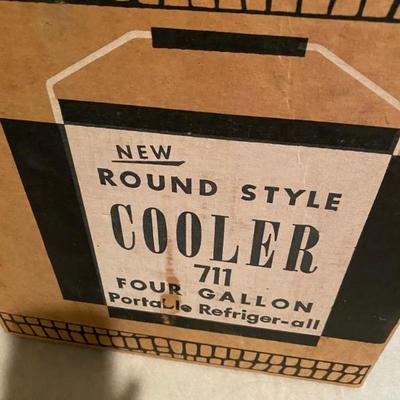 NEW
ROUND STYLE
COOLER
711
FOUR GALLON
Portable Refriger-all